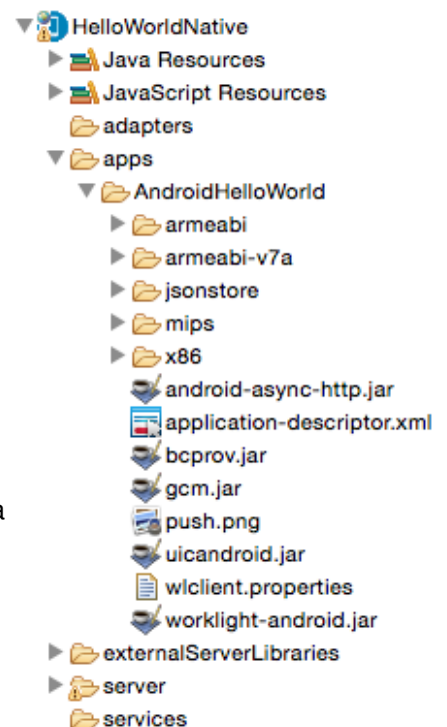 HelloWorldNative
Java Resources
JavaScript Resources
adapters
apps
AndroidHelloWorld
armeabi
armeabi-v7a
jsonstore
mips
x86
android-async-http.jar
application-descriptor.xml
bcprov.jar
gcm.jar
a
push.png
uicandroid.jar
wlclient.properties
worklight-android.jar
externalServerLibraries
server
services